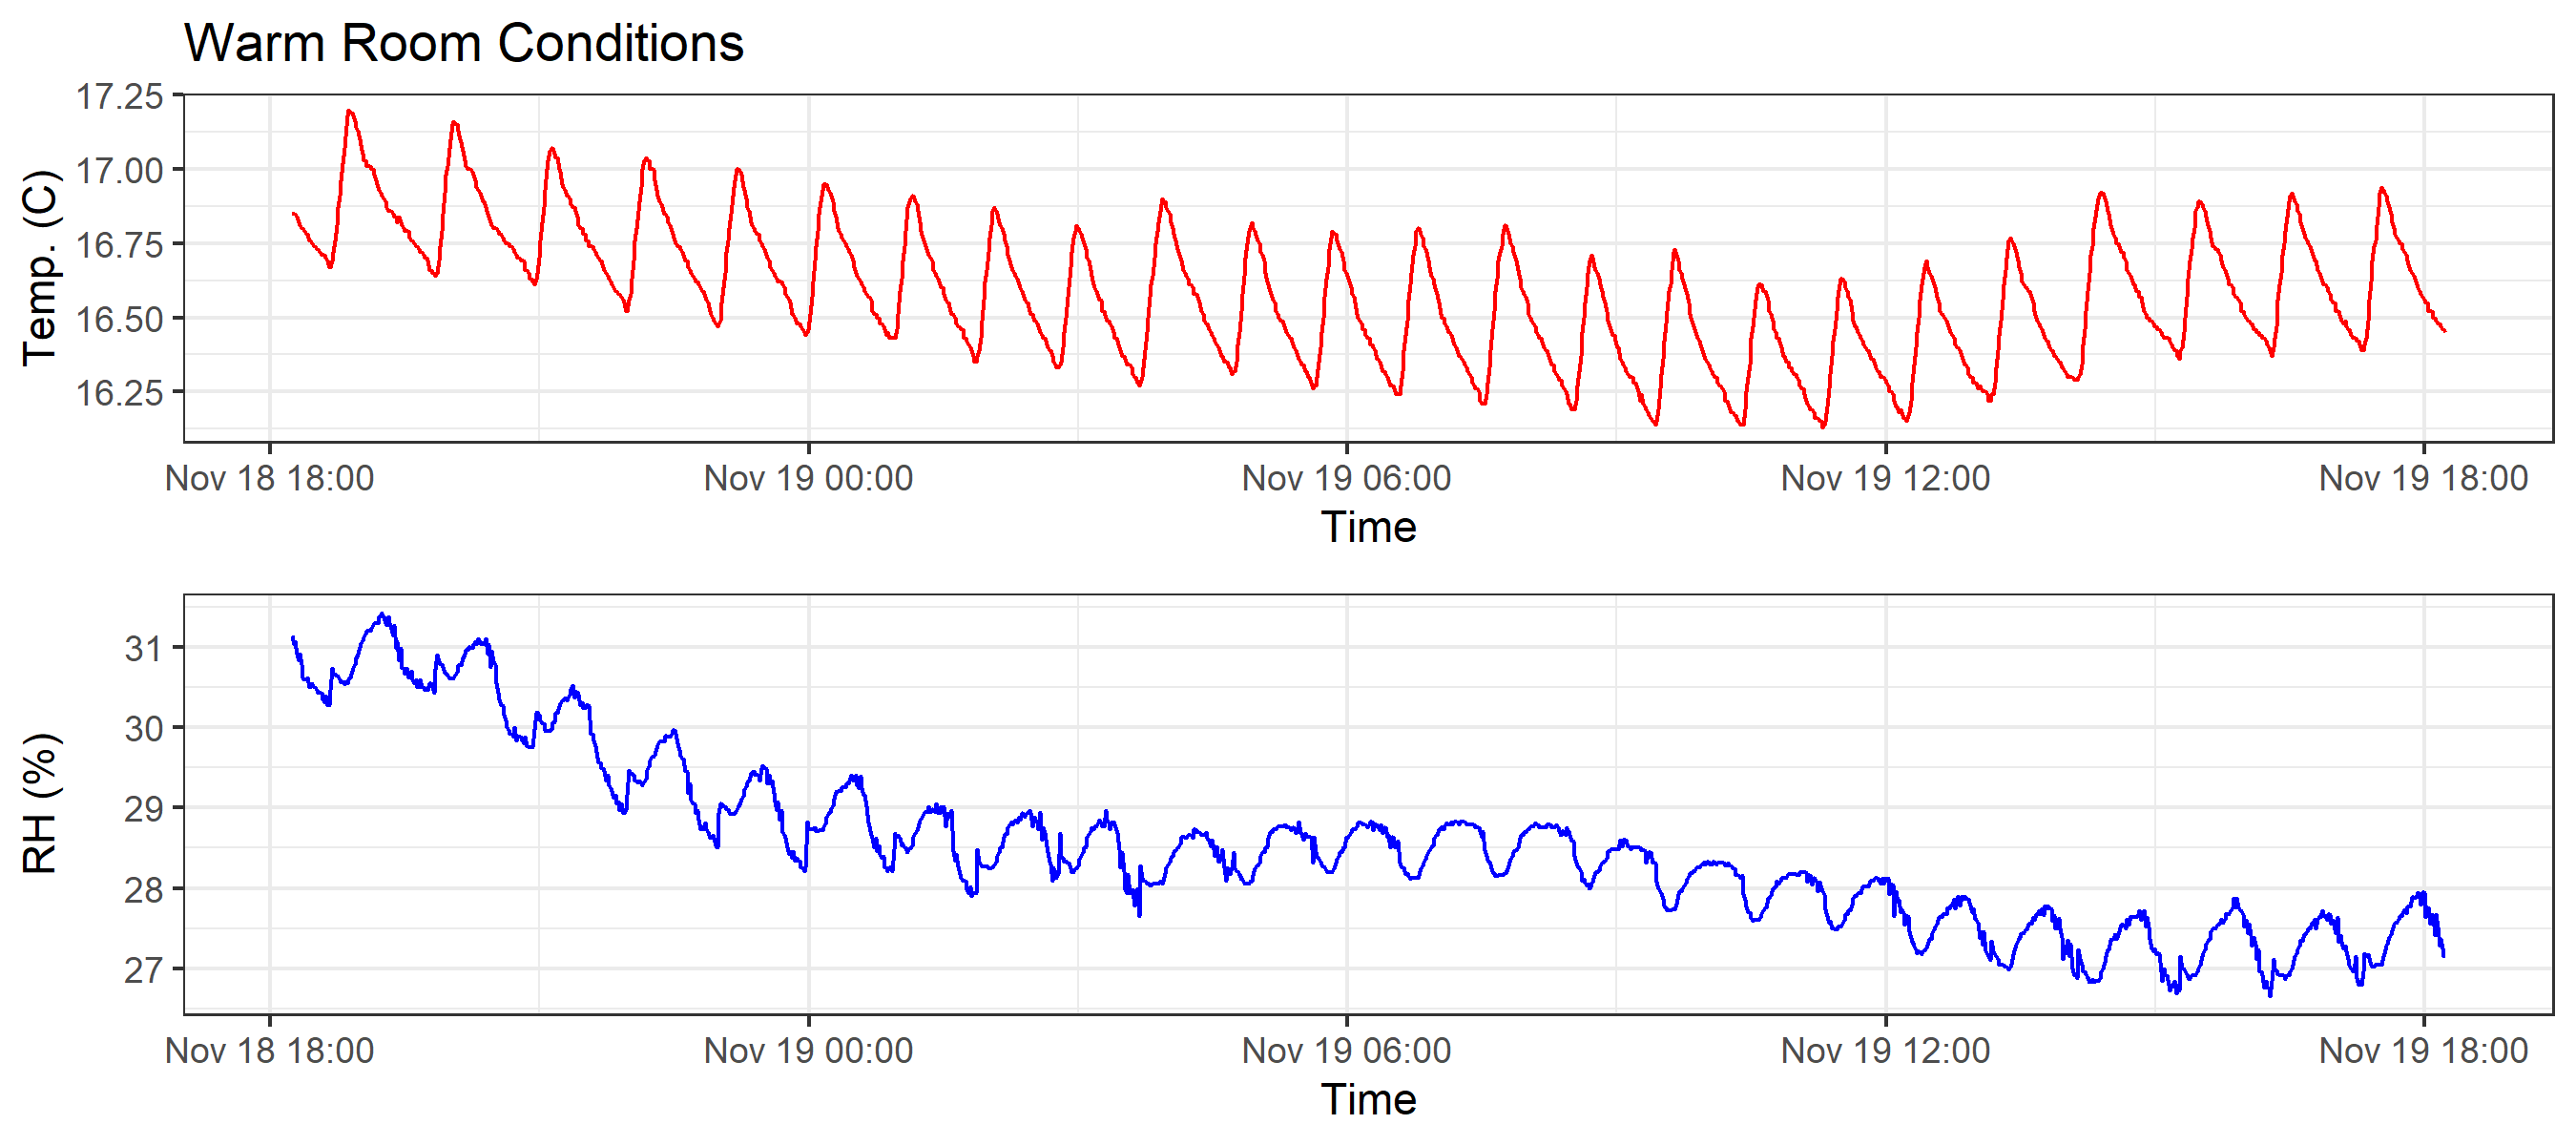 Warm Room Conditions
Temp. (C)
17.25
17.00
16.75
16.50
16.25
Nov 18 18:00 Nov 19 00:00 Nov 19 06:00 Nov 19 12:00 Nov 19 18:00
Time
RH (%)
31
30
29
28
27
Nov 18 18:00 Nov 19 00:00 Nov 19 06:00 Nov 19 12:00 Nov 19 18:00
Time